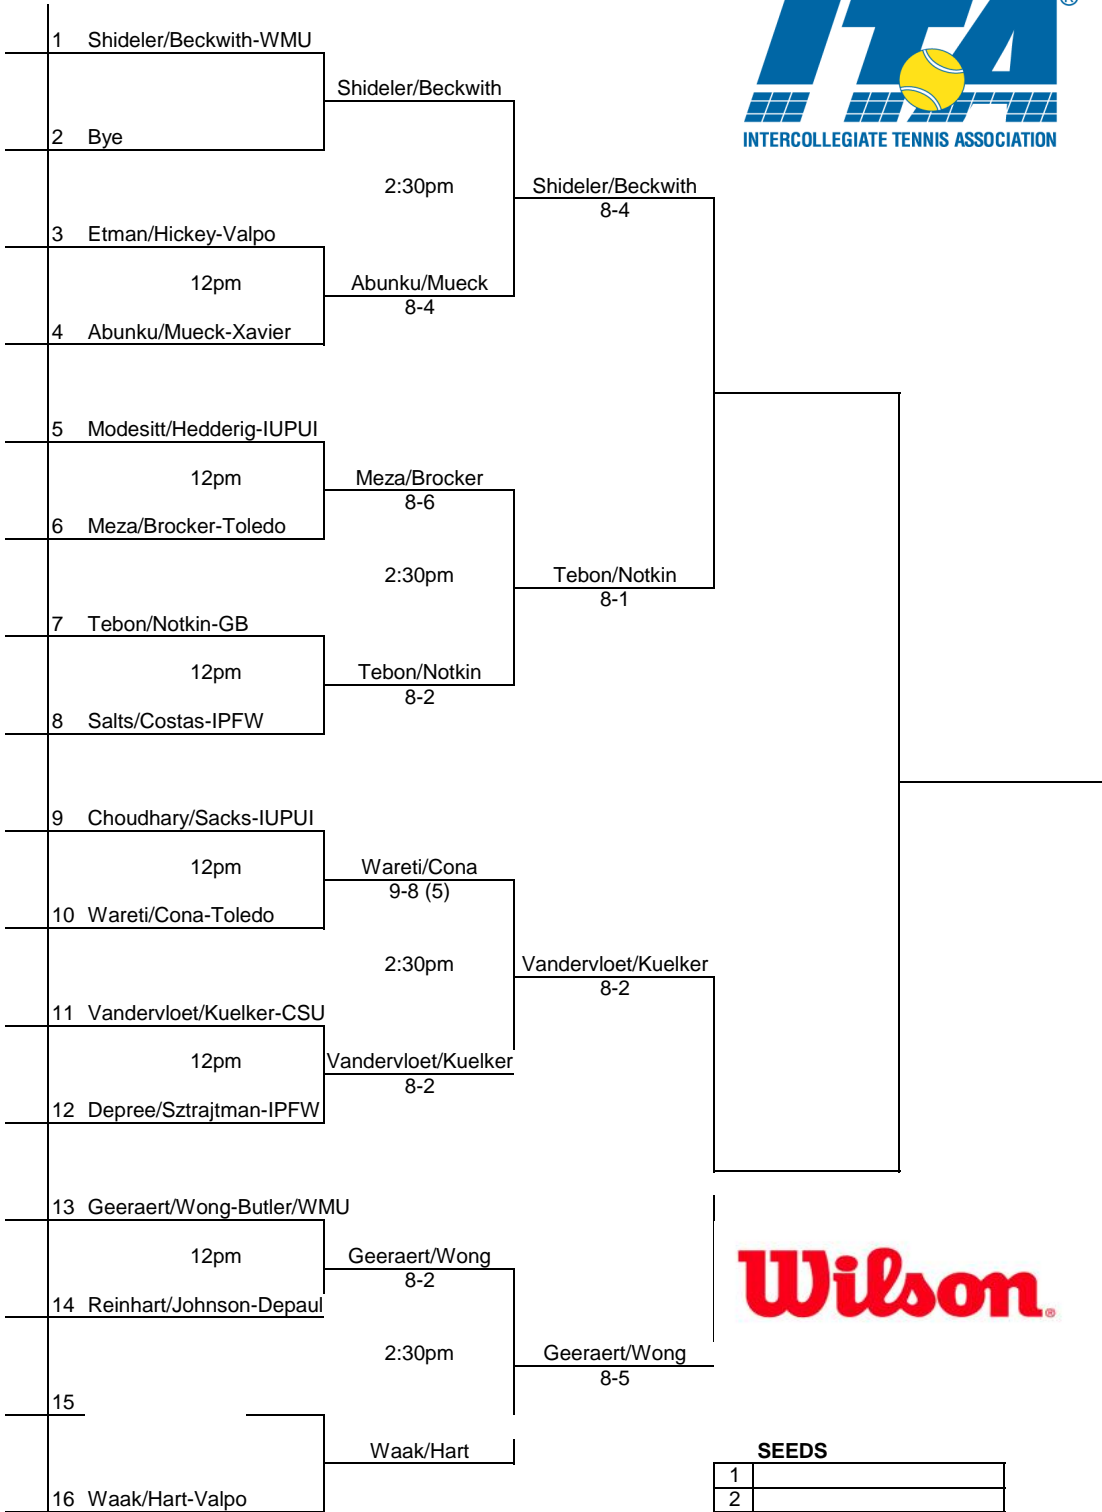 ITA
®
INTERCOLLEGIATE TENNIS ASSOCIATION
1 Shideler/Beckwith-WMU
Shideler/Beckwith
2 Bye
2:30pm
Shideler/Beckwith
8-4
3 Etman/Hickey-Valpo
12pm
Abunku/Mueck
8-4
4 Abunku/Mueck-Xavier
5 Modesitt/Hedderig-IUPUI
12pm
Meza/Brocker
8-6
6 Meza/Brocker-Toledo
2:30pm
Tebon/Notkin
8-1
7 Tebon/Notkin-GB
12pm
Tebon/Notkin
8-2
8 Salts/Costas-IPFW
9 Choudhary/Sacks-IUPUI
12pm
Wareti/Cona
9-8 (5)
10 Wareti/Cona-Toledo
2:30pm
Vandervloet/Kuelker
8-2
11 Vandervloet/Kuelker-CSU
12pm
Vandervloet/Kuelker
8-2
12 Depree/Sztrajtman-IPFW
13 Geeraert/Wong-Butler/WMU
12pm
Geeraert/Wong
8-2
14 Reinhart/Johnson-Depaul
Wilson®
2:30pm
Geeraert/Wong
8-5
15
Waak/Hart
16 Waak/Hart-Valpo
SEEDS
1
2